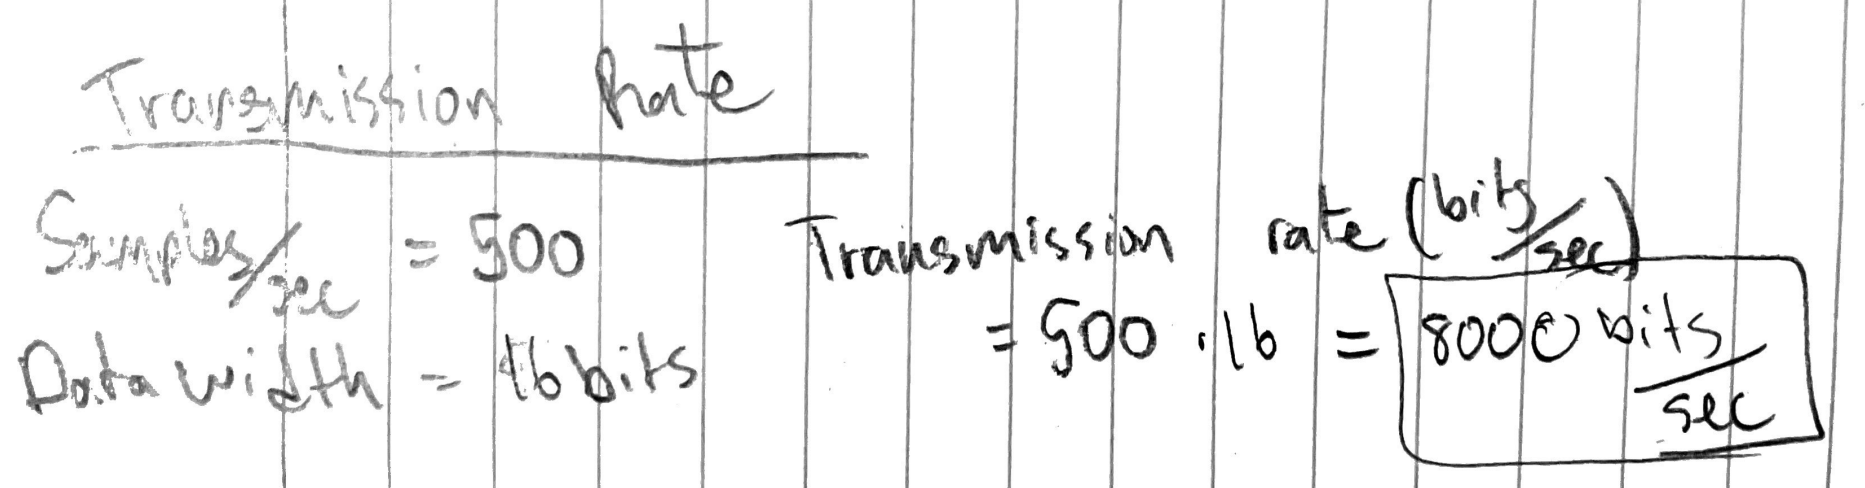 Transmission Rate
Samples/sec = 500
Data width = 16 bits
Transmission rate (bits/sec)
= 500 . 16 = 8000 bits/sec